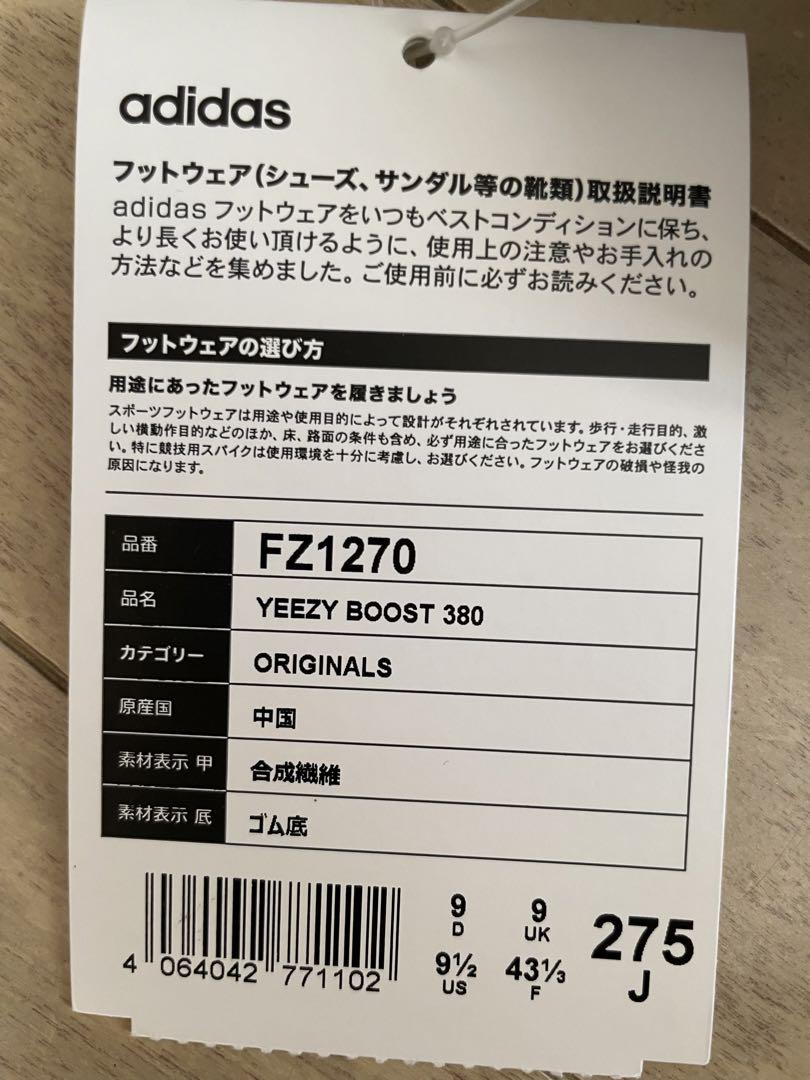 adidas
フットウェア(シューズ、サンダル等の靴類)取扱説明書
adidas フットウェアをいつもベストコンディションに保ち、
より長くお使い頂けるように、使用上の注意やお手入れの
方法などを集めました。ご使用前に必ずお読みください。
フットウェアの選び方
用途にあったフットウェアを履きましょう
スポーツフットウェアは用途や使用目的によって設計がそれぞれされています。歩行・走行目的、激
しい横動作目的などのほか、床、路面の条件も含め、必ず用途に合ったフットウェアをお選びくださ
い。特に競技用スパイクは使用環境を十分に考慮し、お選びください。フットウェアの破損や怪我の
原因になります。
品番 FZ1270
品名 YEEZY BOOST 380
カテゴリー ORIGINALS
原産国 中国
素材表示 甲 合成繊維
素材表示 底 ゴム底
9 9 275
D UK J
9½ 43⅓
US F
4 064042 771102